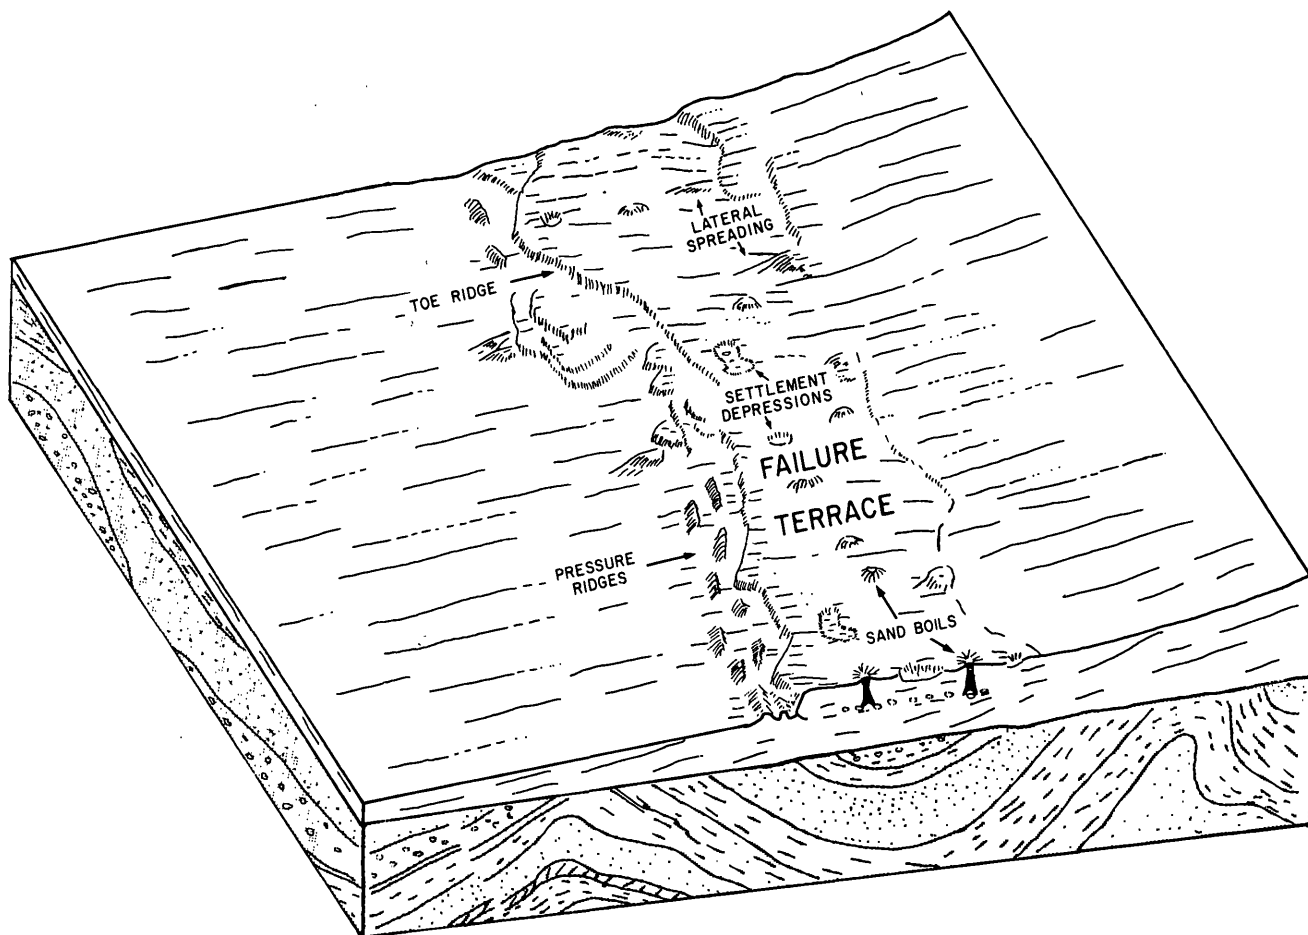 LATERAL
SPREADING
TOE RIDGE
SETTLEMENT
DEPRESSIONS
FAILURE
TERRACE
PRESSURE
RIDGES
SAND BOILS